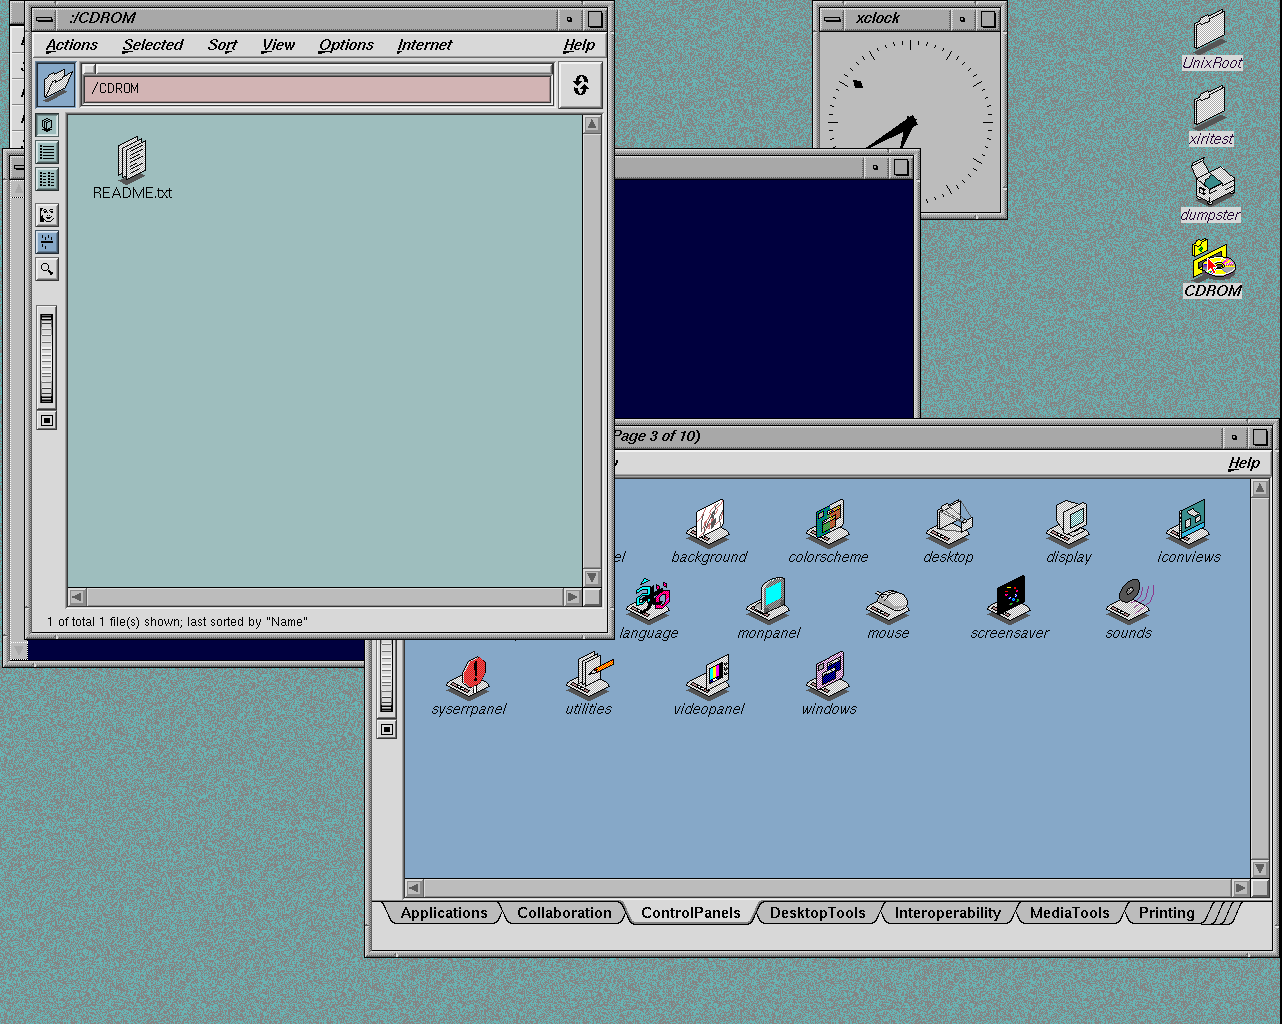 :/CDROM
Actions Selected Sort View Options Internet Help
/CDROM
README.txt
1 of total 1 file(s) shown; last sorted by "Name"
xclock
UnixRoot
xiritest
dumpster
CDROM
Page 3 of 10)
Help
background colorscheme desktop display iconviews
language monpanel mouse screensaver sounds
syserrpanel utilities videopanel windows
Applications Collaboration ControlPanels DesktopTools Interoperability MediaTools Printing